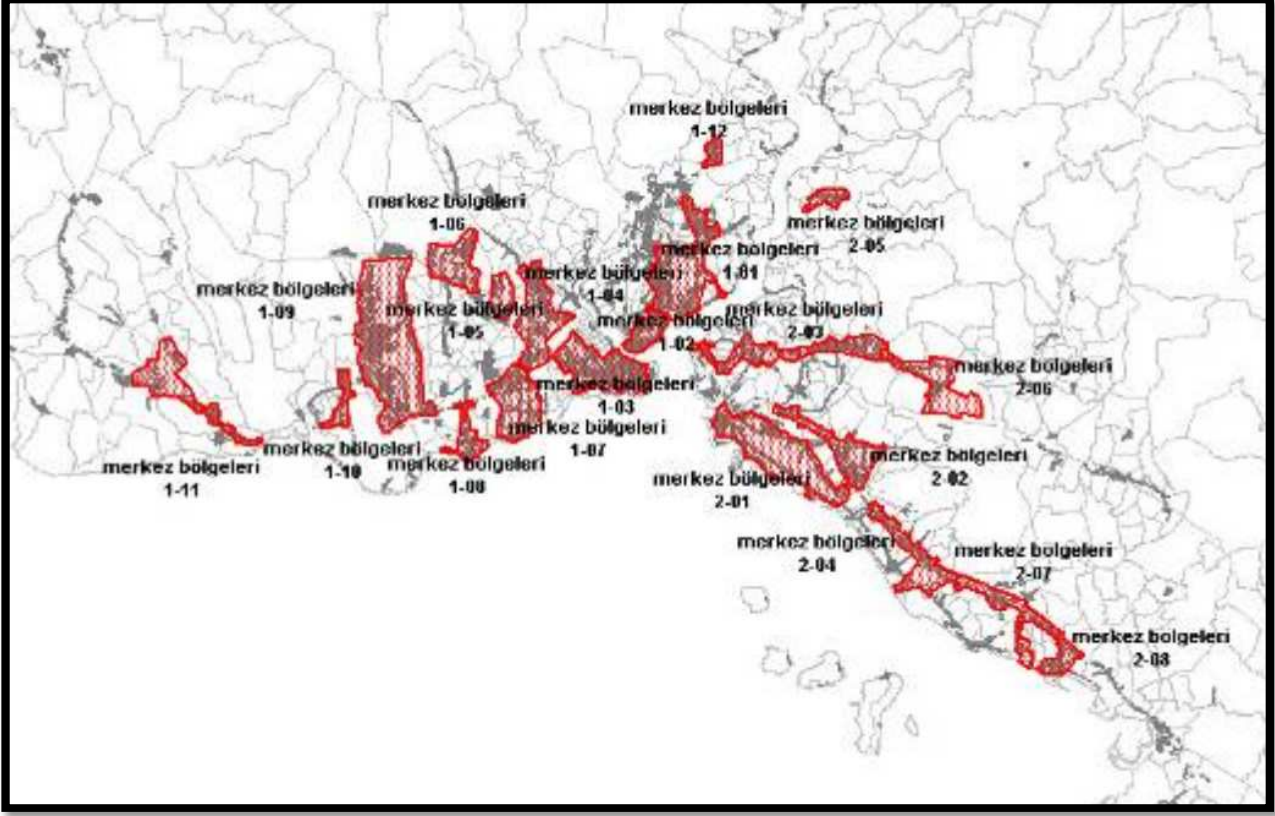 merkez bölgeleri
1-12
merkez bölgeleri
1-06
merkez bölgeleri
2-05
merkez bölgeleri
1-01
merkez bölgeleri
1-04
merkez bölgeleri
1-09
merkez bölgeleri
1-05
merkez bölgeleri
1-02
merkez bölgeleri
2-03
merkez bölgeleri
2-06
merkez bölgeleri
1-03
merkez bölgeleri
1-07
merkez bölgeleri
1-10
merkez bölgeleri
1-08
merkez bölgeleri
1-11
merkez bölgeleri
2-02
merkez bölgeleri
2-01
merkez bölgeleri
2-04
merkez bölgeleri
2-07
merkez bölgeleri
2-08